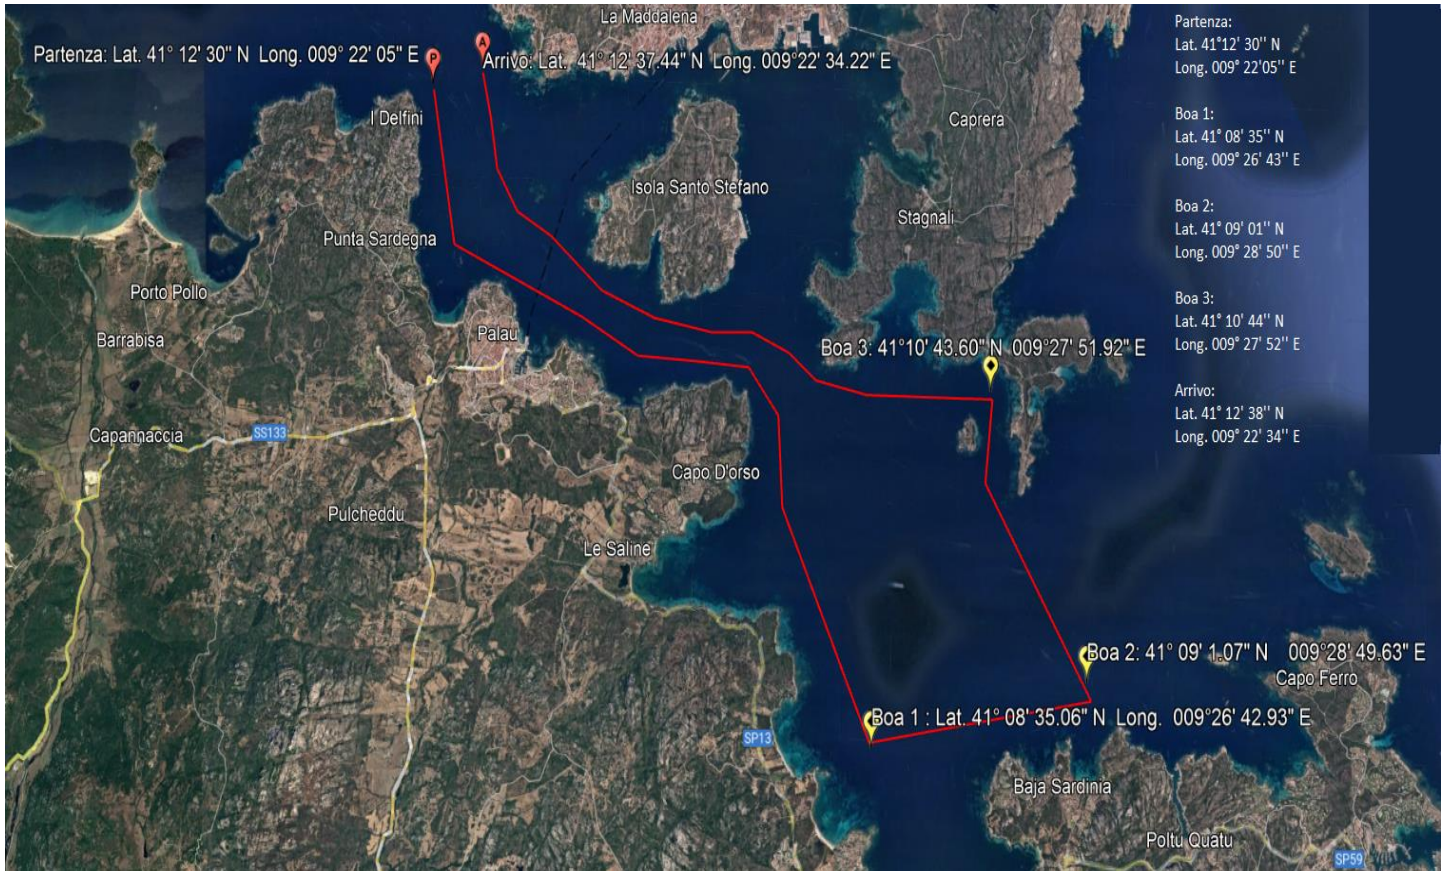 La Maddalena
Partenza: Lat. 41° 12' 30" N Long. 009° 22' 05" E
P
A
Arrivo: Lat. 41° 12' 37.44" N Long. 009°22' 34.22" E
I Delfini
Caprera
Isola Santo Stefano
Stagnali
Punta Sardegna
Porto Pollo
Barrabisa
Palau
Boa 3: 41°10' 43.60" N 009°27' 51.92" E
Capannaccia
SS133
Capo D'orso
Pulcheddu
Le Saline
Boa 2: 41° 09' 1.07" N 009°28' 49.63" E
Capo Ferro
Boa 1 : Lat. 41° 08' 35.06" N Long. 009°26' 42.93" E
SP13
Baja Sardinia
Poltu Quatu
SP59
Partenza:
Lat. 41°12' 30'' N
Long. 009° 22'05'' E
Boa 1:
Lat. 41° 08' 35'' N
Long. 009° 26' 43'' E
Boa 2:
Lat. 41° 09' 01'' N
Long. 009° 28' 50'' E
Boa 3:
Lat. 41° 10' 44'' N
Long. 009° 27' 52'' E
Arrivo:
Lat. 41° 12' 38'' N
Long. 009° 22' 34'' E